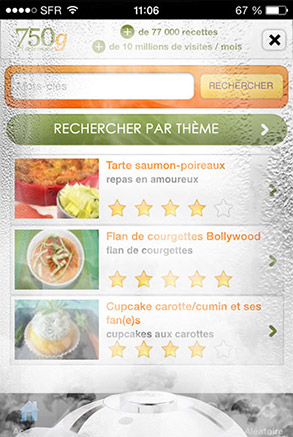 SFR 11:06 67 %
750g
+ de 77 000 recettes
+ de 10 millions de visites / mois
Mots-clés
RECHERCHER
RECHERCHER PAR THÈME
Tarte saumon-poireaux
repas en amoureux
Flan de courgettes Bollywood
flan de courgettes
Cupcake carotte/cumin et ses
fan(e)s
cupcakes aux carottes
Aléatoire